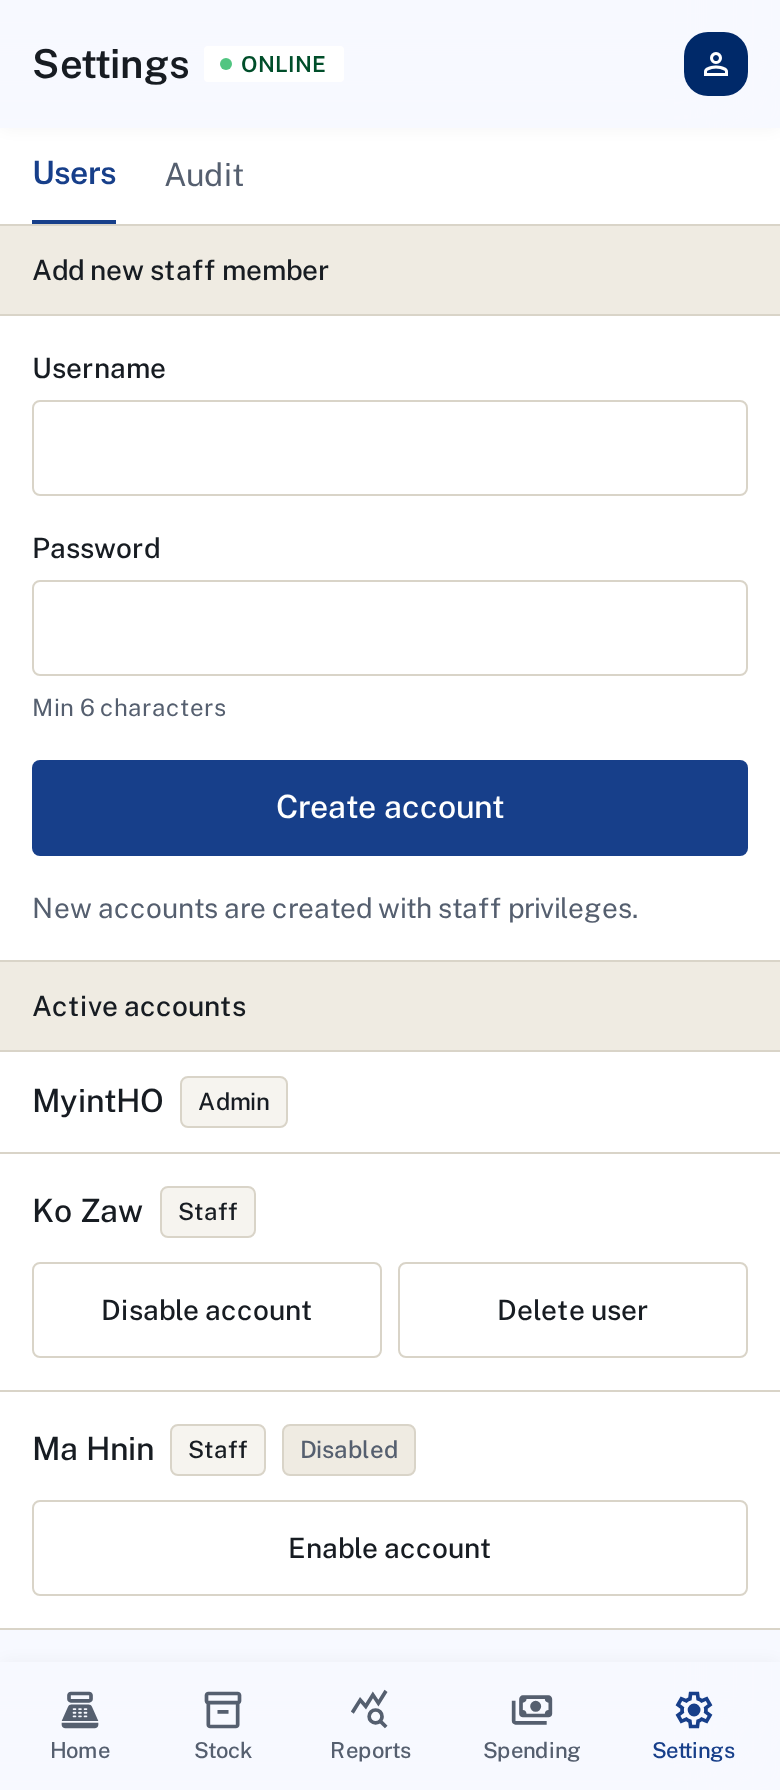 Settings ONLINE
Users Audit
Add new staff member
Username
Password
Min 6 characters
Create account
New accounts are created with staff privileges.
Active accounts
MyintHO Admin
Ko Zaw Staff
Disable account Delete user
Ma Hnin Staff Disabled
Enable account
Home Stock Reports Spending Settings